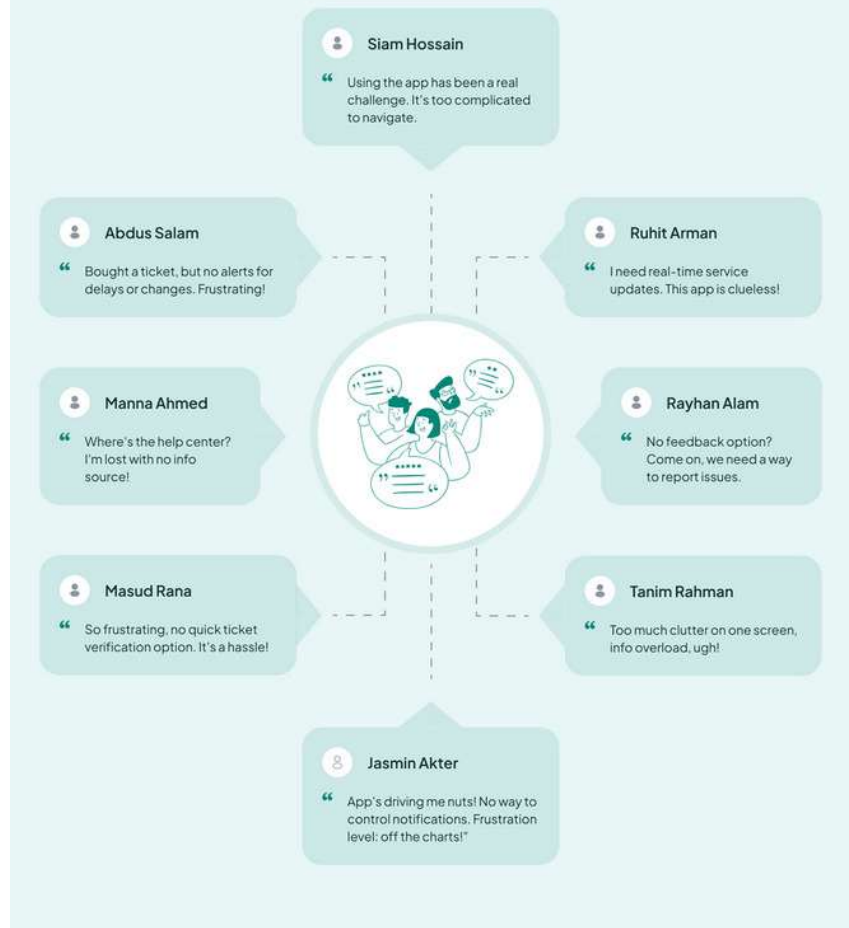 Siam Hossain
“ Using the app has been a real
challenge. It's too complicated
to navigate.
Abdus Salam
“ Bought a ticket, but no alerts for
delays or changes. Frustrating!
Ruhit Arman
“ I need real-time service
updates. This app is clueless!
Manna Ahmed
“ Where's the help center?
I'm lost with no info
source!
Rayhan Alam
“ No feedback option?
Come on, we need a way
to report issues.
Masud Rana
“ So frustrating, no quick ticket
verification option. It's a hassle!
Tanim Rahman
“ Too much clutter on one screen,
info overload, ugh!
Jasmin Akter
“ App's driving me nuts! No way to
control notifications. Frustration
level: off the charts!"